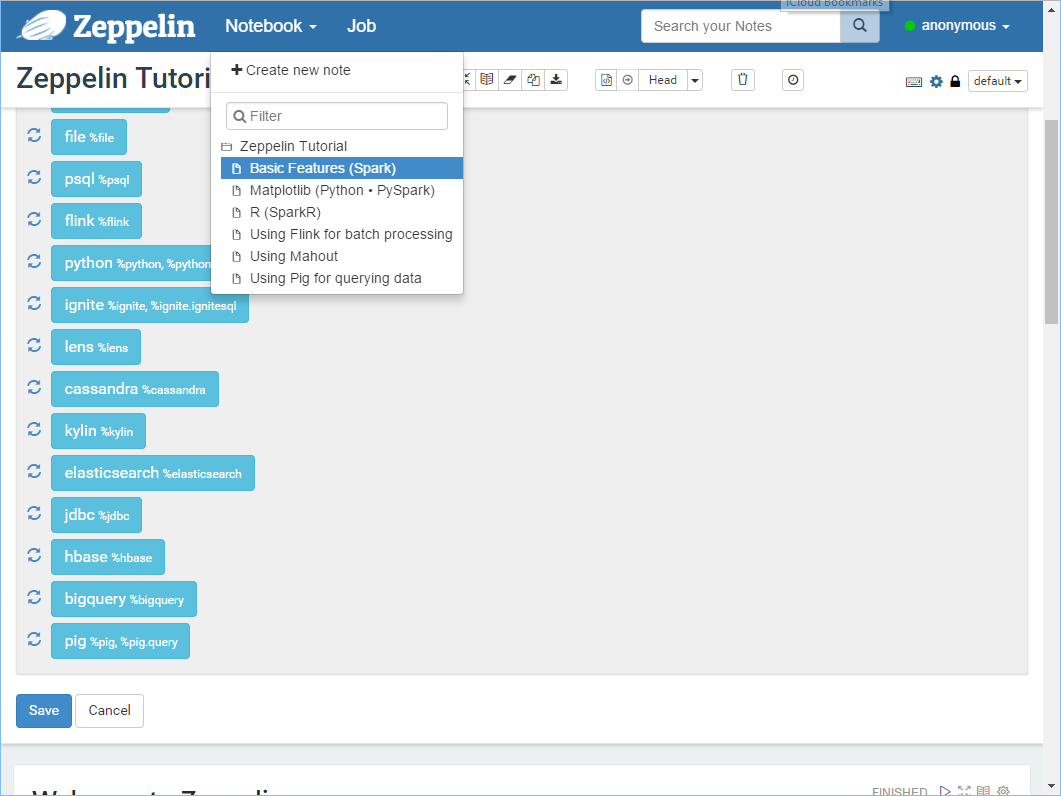 iCloud Bookmarks
Zeppelin Notebook Job Search your Notes anonymous
Zeppelin Tutori Head default
Create new note
Filter
Zeppelin Tutorial
Basic Features (Spark)
Matplotlib (Python • PySpark)
R (SparkR)
Using Flink for batch processing
Using Mahout
Using Pig for querying data
file %file
psql %psql
flink %flink
python %python, %python
ignite %ignite, %ignite.ignitesql
lens %lens
cassandra %cassandra
kylin %kylin
elasticsearch %elasticsearch
jdbc %jdbc
hbase %hbase
bigquery %bigquery
pig %pig, %pig.query
Save Cancel
Welcome to Zeppelin FINISHED